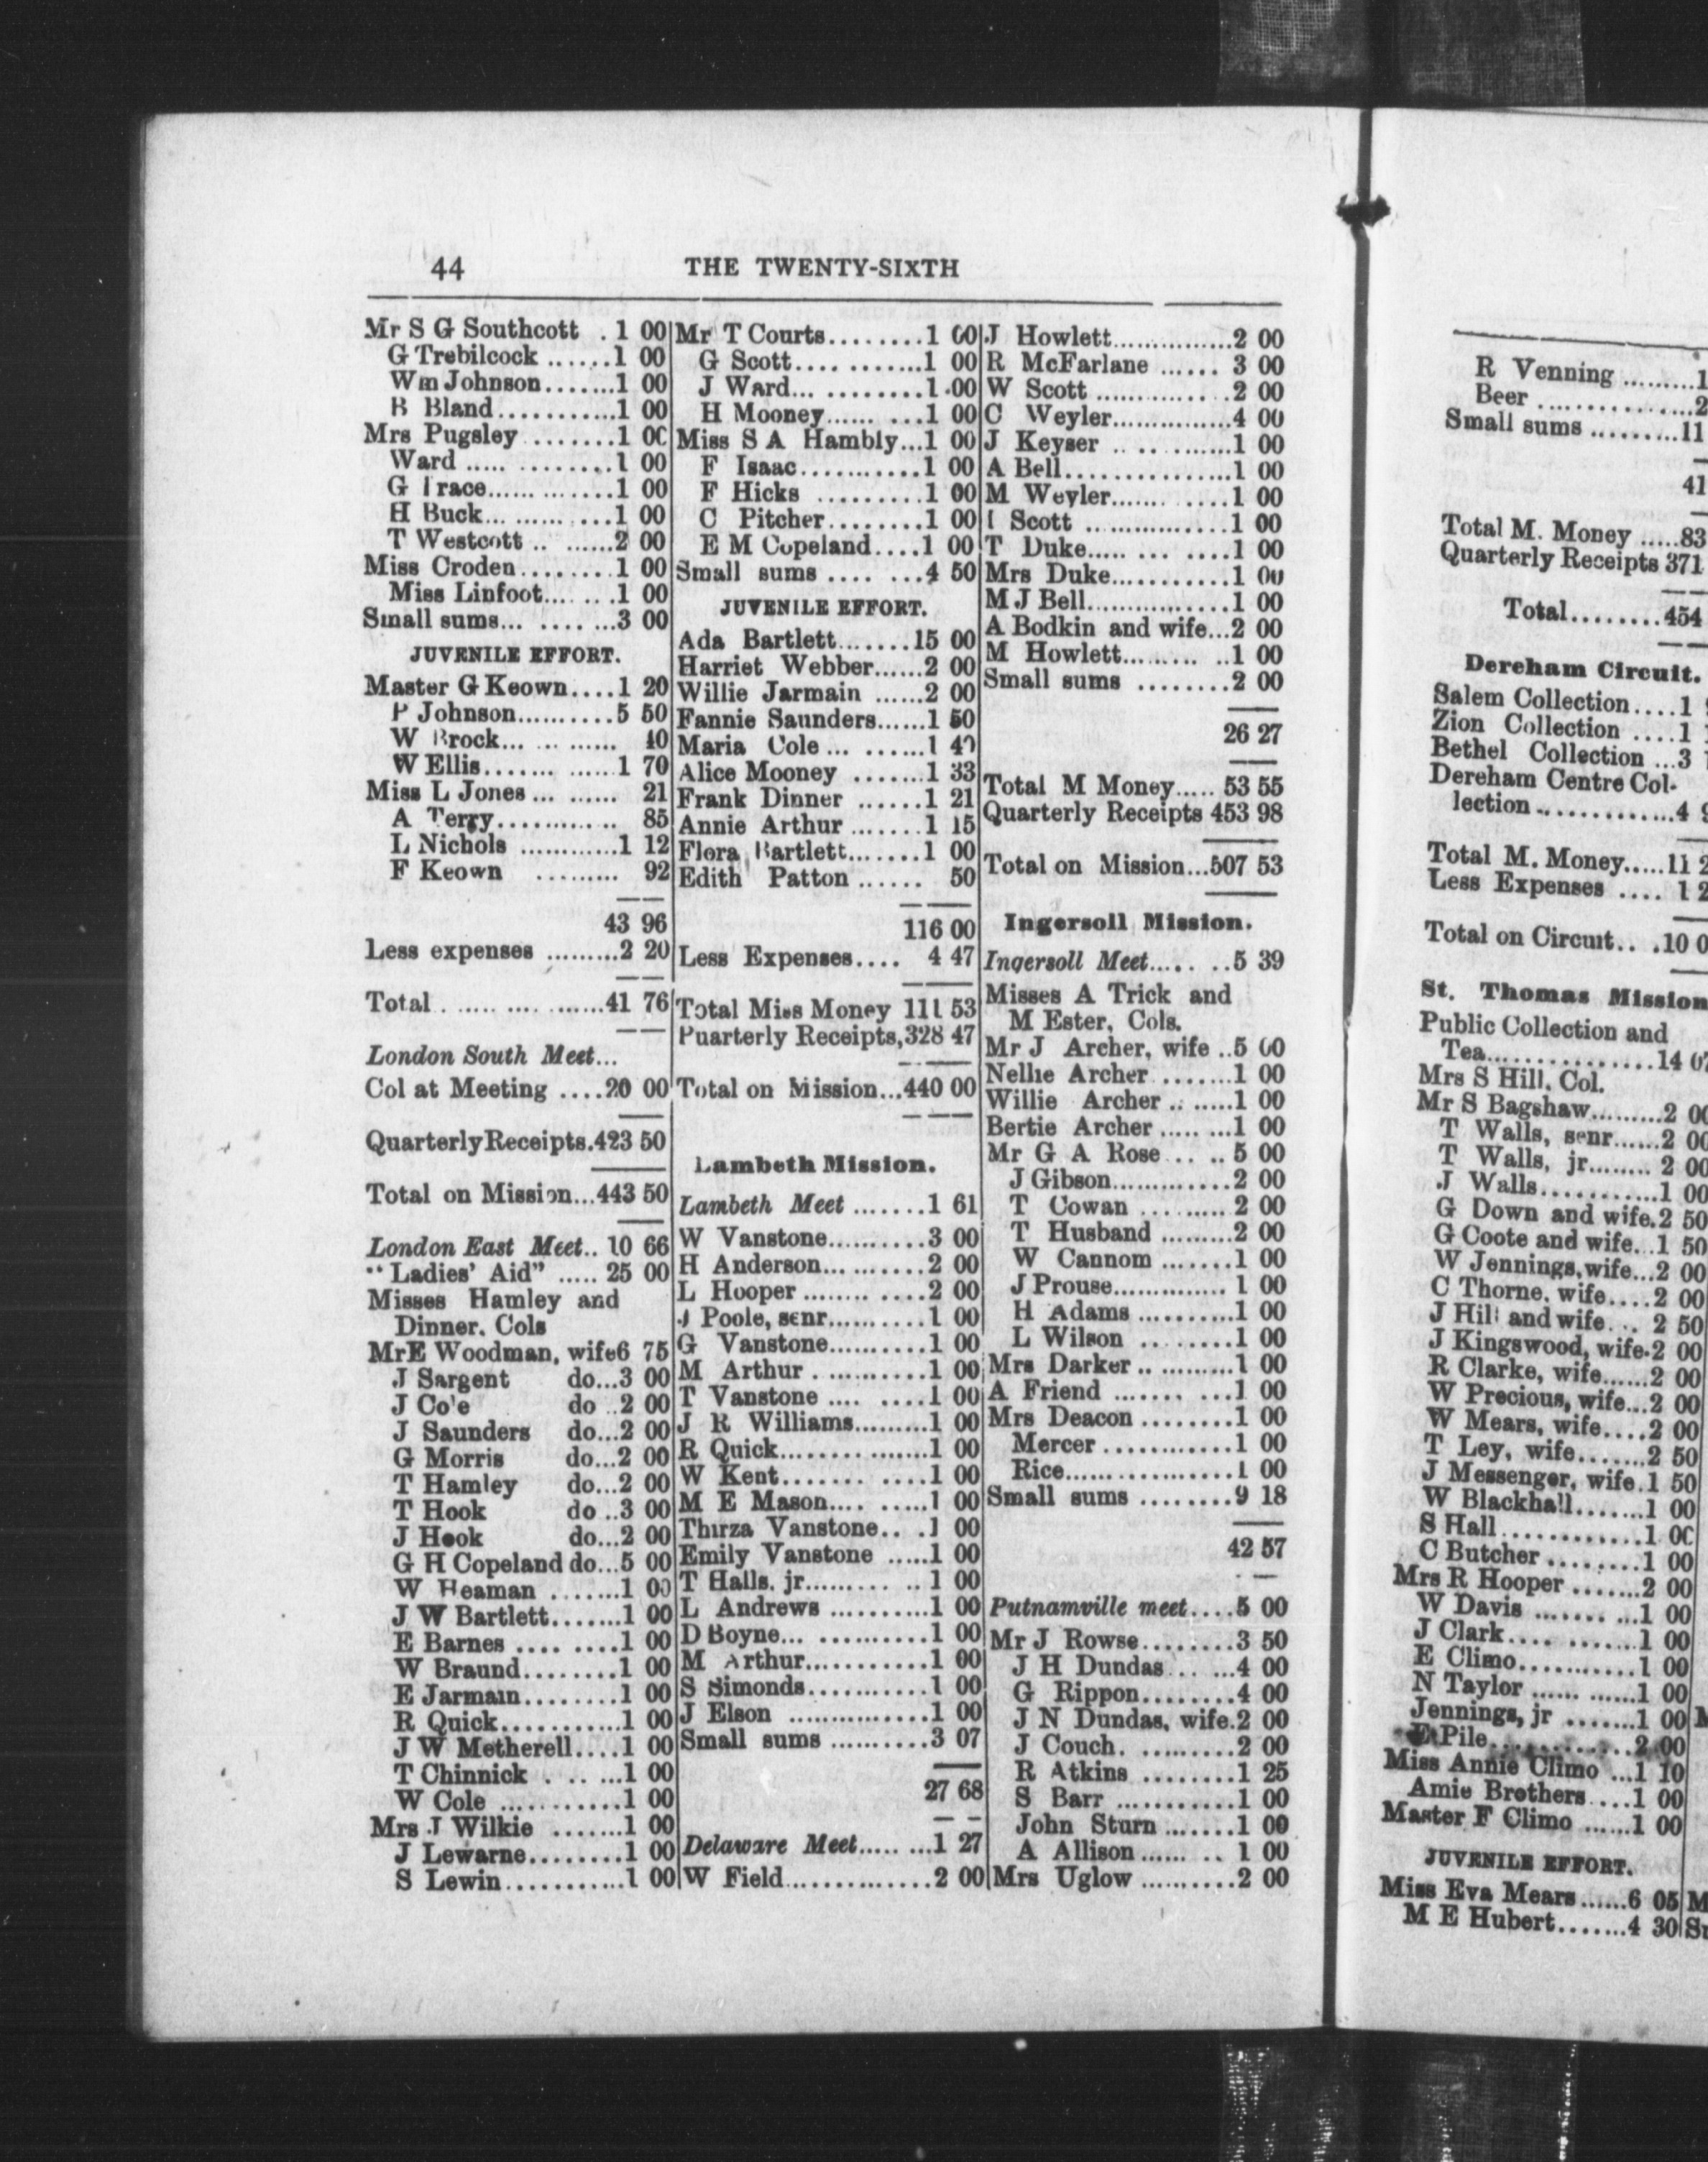 44 THE TWENTY-SIXTH
Mr S G Southcott . 1 00
G Trebilcock ...... 1 00
Wm Johnson ....... 1 00
B Bland ........... 1 00
Mrs Pugsley ....... 1 00
Ward ..... ......... 1 00
G Trace ............. 1 00
H Buck ... ......... ... 1 00
T Westcott .. ...... 2 00
Miss Croden ........ 1 00
Miss Linfoot ... ... . 1 00
Small sums ... .... ... 3 00
JUVENILE EFFORT.
Master G Keown .... 1 20
P Johnson .......... 5 50
W Brock ... ... ...... 40
W Ellis ....... ...... 1 70
Miss L Jones ... ...... 21
A Terry ............ 85
L Nichols ............ 1 12
F Keown ......... 92
43 96
Less expenses ......... 2 20
Total . ...... .... ...... 41 76
London South Meet ...
Col at Meeting .... 20 00
Quarterly Receipts. 423 50
Total on Mission ... 443 50
London East Meet .. 10 66
"Ladies' Aid" ..... 25 00
Misses Hamley and
Dinner. Cols
Mr E Woodman, wife 6 75
J Sargent do ... 3 00
J Cole do .. 2 00
J Saunders do ... 2 00
G Morris do ... 2 00
T Hamley do ... 2 00
T Hook do .. 3 00
J Hook do ... 2 00
G H Copeland do ... 5 00
W Heaman ....... 1 00
J W Bartlett ....... 1 00
E Barnes .... .... 1 00
W Braund ........ 1 00
E Jarmain ........ 1 00
R Quick ........... 1 00
J W Metherell .... 1 00
T Chinnick . .. ... 1 00
W Cole ............ 1 00
Mrs J Wilkie ....... 1 00
J Lewarne ........ 1 00
S Lewin ........... 1 00
Mr T Courts ........ 1 00
G Scott .... ........ 1 00
J Ward ... ......... 1 00
H Mooney ...... ... 1 00
Miss S A Hambly ... 1 00
F Isaac ........... 1 00
F Hicks ......... 1 00
C Pitcher ........ 1 00
E M Copeland .... 1 00
Small sums .... ... 4 50
JUVENILE EFFORT.
Ada Bartlett ....... 15 00
Harriet Webber ...... 2 00
Willie Jarmain ...... 2 00
Fannie Saunders ...... 1 50
Maria Cole ... ...... 1 40
Alice Mooney ....... 1 33
Frank Dinner ...... 1 21
Annie Arthur ....... 1 15
Flora Bartlett ....... 1 00
Edith Patton ...... 50
116 00
Less Expenses .... 4 47
Total Miss Money 111 53
Puarterly Receipts, 328 47
Total on Mission ... 440 00
Lambeth Mission.
Lambeth Meet ....... 1 61
W Vanstone .......... 3 00
H Anderson ... ....... 2 00
L Hooper ........ .... 2 00
J Poole, senr .......... 1 00
G Vanstone .......... 1 00
M Arthur . .......... 1 00
T Vanstone .... .... 1 00
J R Williams ......... 1 00
R Quick ................ 1 00
W Kent ....... .... 1 00
M E Mason .... ..... 1 00
Thirza Vanstone .. . 1 00
Emily Vanstone ..... 1 00
T Halls. jr ......... .. 1 00
L Andrews .......... 1 00
D Boyne ... .......... 1 00
M Arthur ........... 1 00
S Simonds ........... 1 00
J Elson .............. 1 00
Small sums .......... 3 07
27 68
Delaware Meet ..... ... 1 27
W Field .............. 2 00
J Howlett .............. 2 00
R McFarlane ...... 3 00
W Scott .............. 2 00
C Weyler .............. 4 00
J Keyser .. .......... 1 00
A Bell ................ 1 00
M Weyler ....... .... 1 00
I Scott .............. 1 00
T Duke ..... ... .... 1 00
Mrs Duke ........... 1 00
M J Bell .............. 1 00
A Bodkin and wife ... 2 00
M Howlett ......... .. 1 00
Small sums ........ 2 00
26 27
Total M Money ..... 53 55
Quarterly Receipts 453 98
Total on Mission ... 507 53
Ingersoll Mission.
Ingersoll Meet ..... .. 5 39
Misses A Trick and
M Ester, Cols.
Mr J Archer, wife .. 5 00
Nellie Archer ....... 1 00
Willie Archer .. ..... 1 00
Bertie Archer ..... ... 1 00
Mr G A Rose ... .. 5 00
J Gibson ............. 2 00
T Cowan ......... 2 00
T Husband ......... 2 00
W Cannom ....... 1 00
J Prouse .............. 1 00
H Adams .......... 1 00
L Wilson ......... 1 00
Mrs Darker .. ......... 1 00
A Friend ....... ... 1 00
Mrs Deacon ........ 1 00
Mercer ............ 1 00
Rice .................. 1 00
Small sums ........ 9 18
42 57
Putnamville meet .... 5 00
Mr J Rowse ........ 3 50
J H Dundas ... ... 4 00
G Rippon ........ 4 00
J N Dundas, wife. 2 00
J Couch. .......... 2 00
R Atkins ........ 1 25
S Barr ........... 1 00
John Sturn ....... 1 00
A Allison ...... .. 1 00
Mrs Uglow .......... 2 00
R Venning ......... 1
Beer ............... 2
Small sums ......... 11
41
Total M. Money ..... 83
Quarterly Receipts 371
Total ........ 454
Dereham Circuit.
Salem Collection .... 1
Zion Collection .... 1
Bethel Collection ... 3
Dereham Centre Col-
lection ............. 4
Total M. Money ..... 11 2
Less Expenses .... 1 2
Total on Circuit .. . 10 0
St. Thomas Mission
Public Collection and
Tea ................ 14 07
Mrs S Hill. Col.
Mr S Bagshaw ......... 2 00
T Walls, senr ...... 2 00
T Walls, jr ........ 2 00
J Walls ............ 1 00
G Down and wife. 2 50
G Coote and wife .. 1 50
W Jennings, wife ... 2 00
C Thorne, wife .... 2 00
J Hill and wife ... 2 50
J Kingswood, wife. 2 00
R Clarke, wife ...... 2 00
W Precious, wife ... 2 00
W Mears, wife .... 2 00
T Ley, wife ....... 2 50
J Messenger, wife . 1 50
W Blackhall ....... 1 00
S Hall ............. 1 00
C Butcher ........ 1 00
Mrs R Hooper ....... 2 00
W Davis ....... ... 1 00
J Clark .... ....... 1 00
E Climo ........... 1 00
N Taylor ...... ...... 1 00
Jennings, jr ....... 1 00
E Pile ............. 2 00
Miss Annie Climo ... 1 10
Amie Brothers .... 1 00
Master F Climo ...... 1 00
JUVENILE EFFORT.
Miss Eva Mears ...... 6 05
M E Hubert ....... 4 30